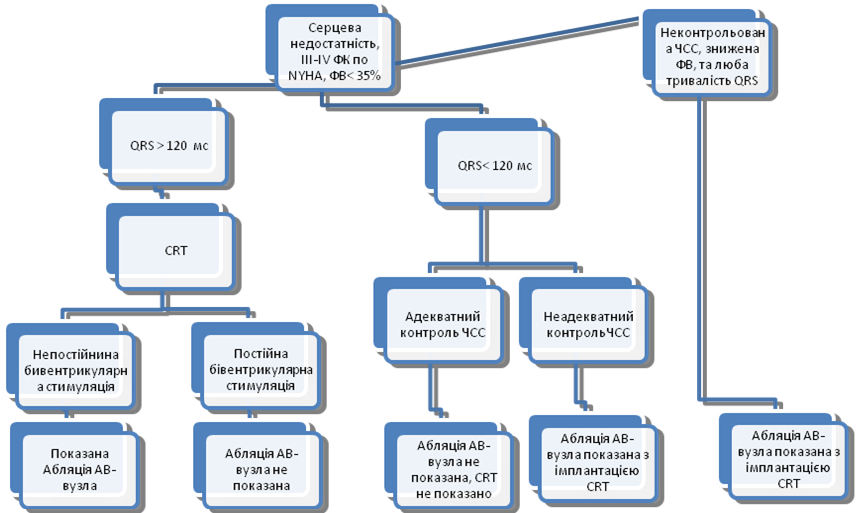 Серцева
недостатність,
III-IV ФК по
NYHA, ФВ< 35%
Неконтрольован
а ЧСС, знижена
ФВ, та люба
тривалість QRS
QRS > 120 мс
QRS< 120 мс
CRT
Адекватний
контроль ЧСС
Неадекватний
контроль ЧСС
Непостійнина
бивентрикулярн
а стимуляція
Постійна
бівентрикулярна
стимуляція
Показана
Абляція АВ-
вузла
Абляція АВ-
вузла не
показана
Абляція АВ-
вузла не
показана, CRT
не показано
Абляція АВ-
вузла показана з
імплантацією
CRT
Абляція АВ-
вузла показана з
імплантацією
CRT